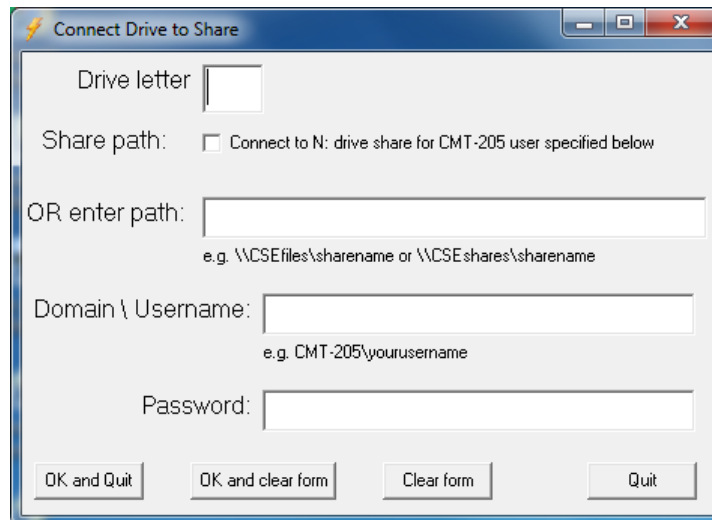 Connect Drive to Share
Drive letter
Share path: Connect to N: drive share for CMT-205 user specified below
OR enter path:
e.g. \\CSEfiles\sharename or \\CSEshares\sharename
Domain \ Username:
e.g. CMT-205\yourusername
Password:
OK and Quit OK and clear form Clear form Quit